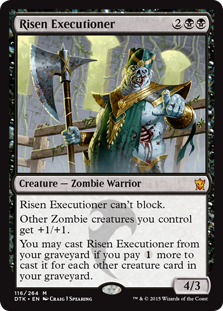 Risen Executioner 2
Creature — Zombie Warrior
Risen Executioner can't block.
Other Zombie creatures you control
get +1/+1.
You may cast Risen Executioner from
your graveyard if you pay 1 more to
cast it for each other creature card in
your graveyard.
4/3
116/264 M
DTK • EN Craig J Spearing
™ & © 2015 Wizards of the Coast